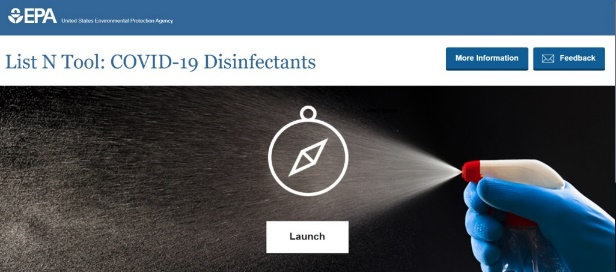 EPA United States Environmental Protection Agency
List N Tool: COVID-19 Disinfectants
More Information
Feedback
Launch